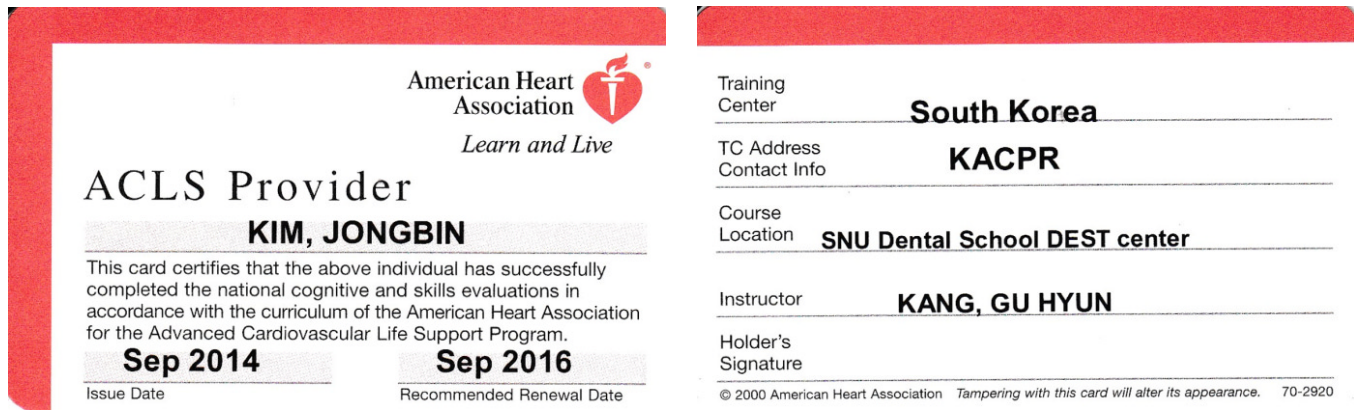 American Heart
Association
®
Learn and Live
ACLS Provider
KIM, JONGBIN
This card certifies that the above individual has successfully
completed the national cognitive and skills evaluations in
accordance with the curriculum of the American Heart Association
for the Advanced Cardiovascular Life Support Program.
Sep 2014 Sep 2016
Issue Date Recommended Renewal Date
Training
Center South Korea
TC Address
Contact Info KACPR
Course
Location SNU Dental School DEST center
Instructor KANG, GU HYUN
Holder's
Signature
© 2000 American Heart Association Tampering with this card will alter its appearance. 70-2920